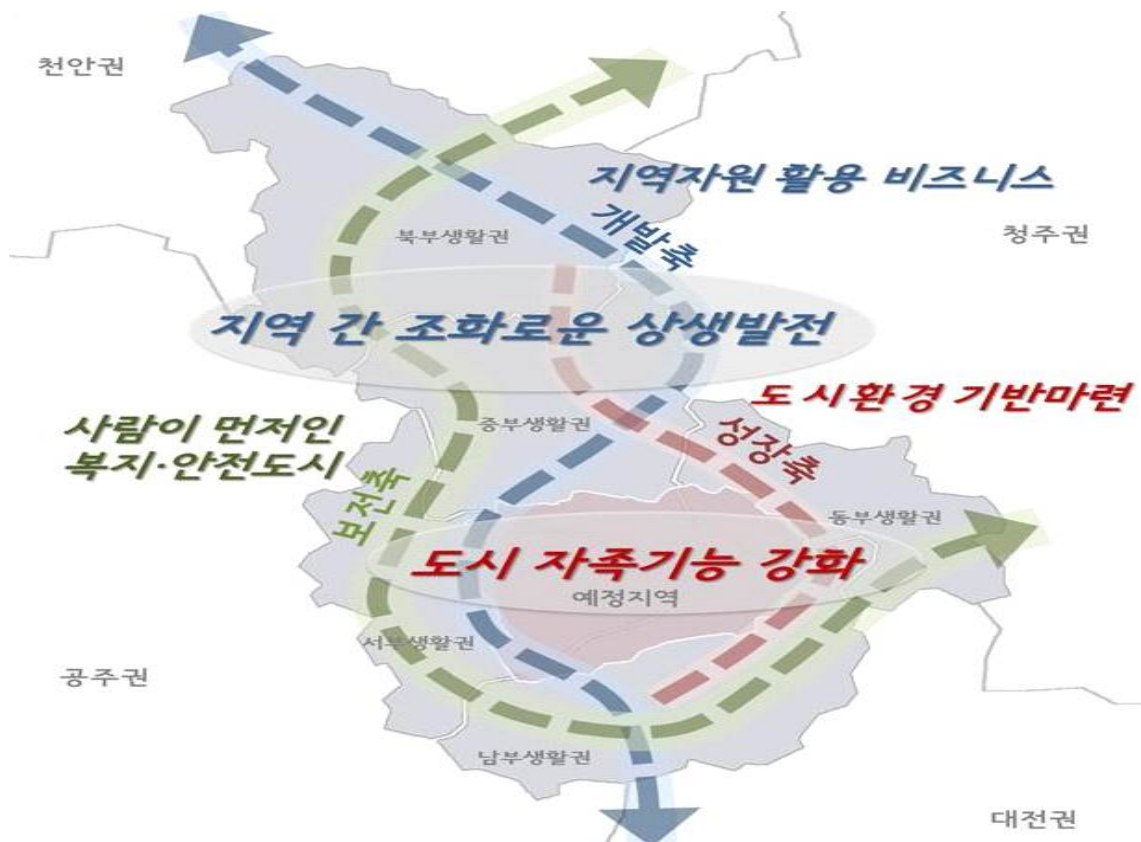 천안권
지역자원 활용 비즈니스
개발축
북부생활권
청주권
지역 간 조화로운 상생발전
도시환경 기반마련
사람이 먼저인
복지·안전도시
중부생활권
성장축
보전축
동부생활권
도시 자족기능 강화
예정지역
서부생활권
공주권
남부생활권
대전권